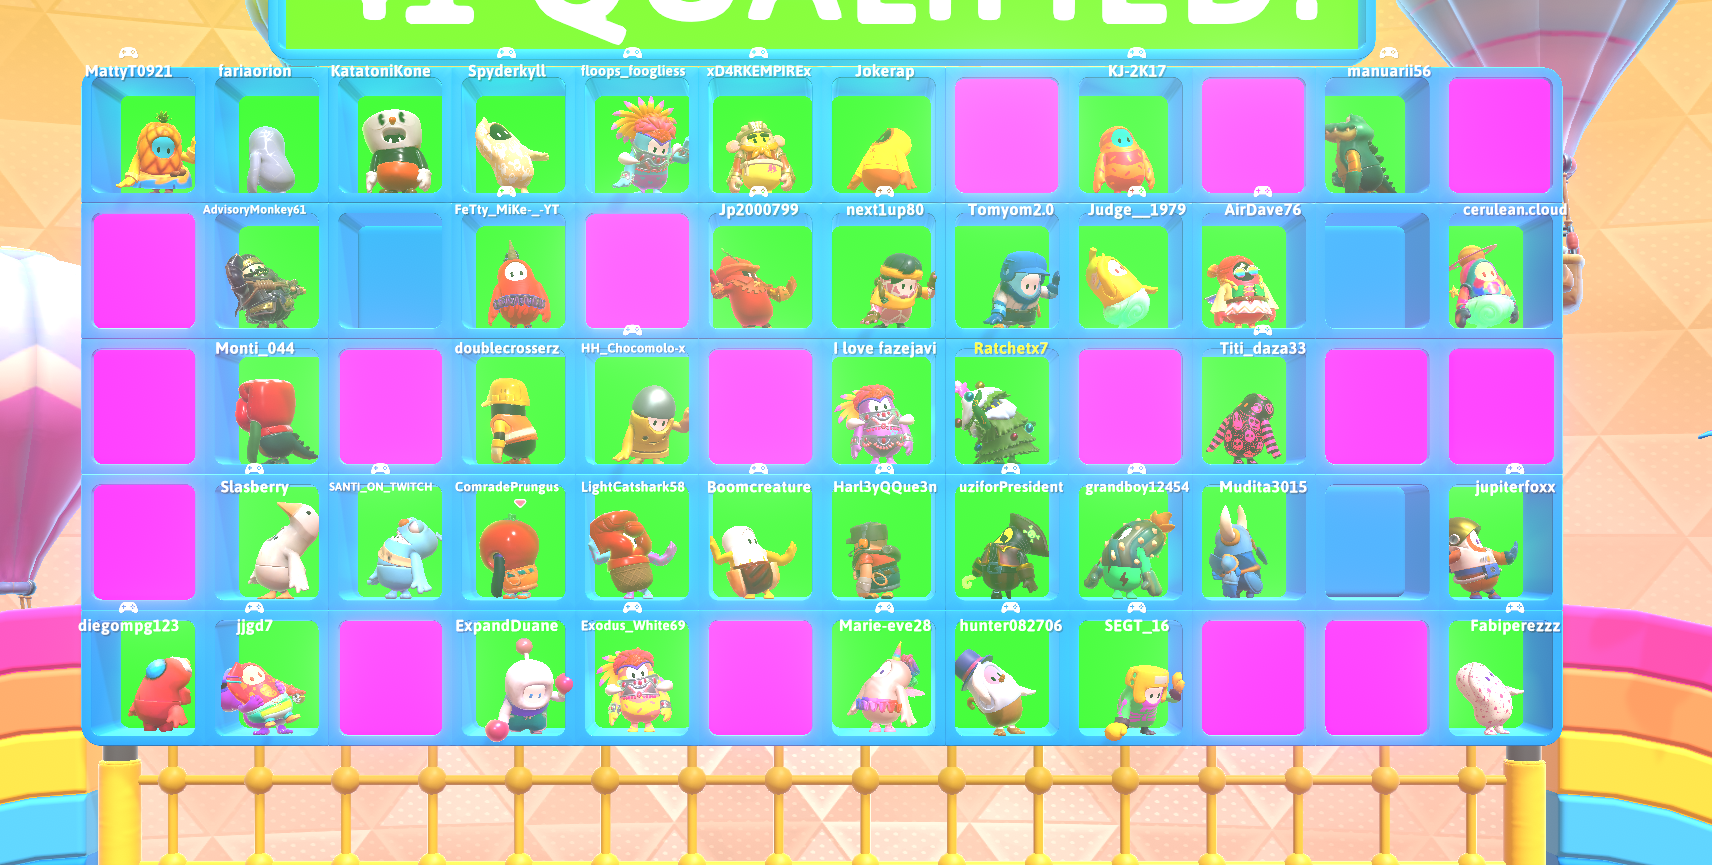 41 QUALIFIED!
MattyT0921 fariaorion KatatoniKone Spyderkyll floops_foogliess xD4RKEMPIREx Jokerap KJ-2K17 manuarii56
AdvisoryMonkey61 FeTty_MiKe-_-YT Jp2000799 next1up80 Tomyom2.0 Judge__1979 AirDave76 cerulean.cloud
Monti_044 doublecrosserz HH_Chocomolo-x I love fazejavi Ratchetx7 Titi_daza33
Slasberry SANTI_ON_TWITCH ComradePrungus LightCatshark58 Boomcreature Harl3yQQue3n uziforPresident grandboy12454 Mudita3015 jupiterfoxx
diegompg123 jjgd7 ExpandDuane Exodus_White69 Marie-eve28 hunter082706 SEGT_16 Fabiperezzz